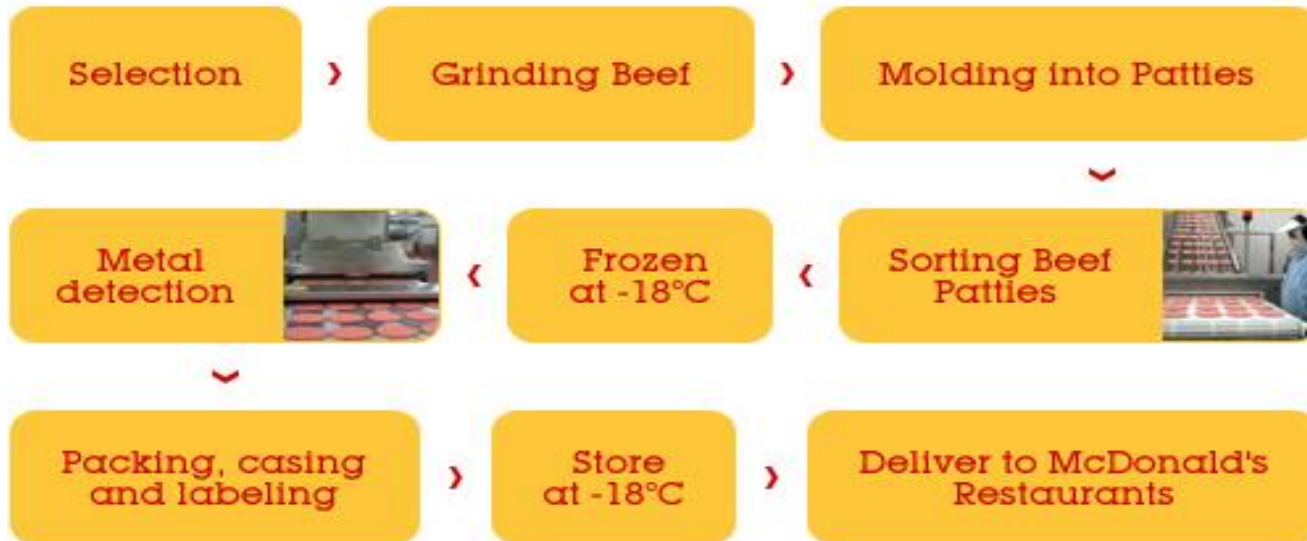 Selection
Grinding Beef
Molding into Patties
Sorting Beef
Patties
Frozen
at -18°C
Metal
detection
Packing, casing
and labeling
Store
at -18°C
Deliver to McDonald's
Restaurants